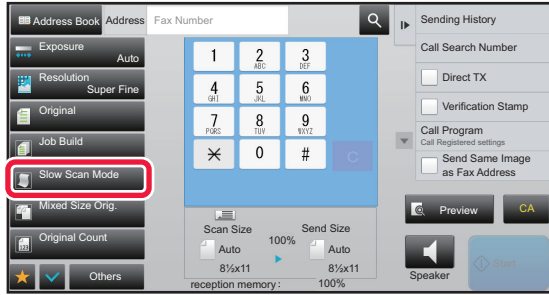 Address Book
Address
Fax Number
Exposure
Auto
Resolution
Super Fine
Original
Job Build
Slow Scan Mode
Mixed Size Orig.
Original Count
Others
1
2
ABC
3
DEF
4
GHI
5
JKL
6
MNO
7
PQRS
8
TUV
9
WXYZ
0
#
C
Scan Size
100%
Send Size
Auto
Auto
8½x11
8½x11
reception memory:
100%
Sending History
Call Search Number
Direct TX
Verification Stamp
Call Program
Call Registered settings
Send Same Image
as Fax Address
Preview
CA
Speaker
Start